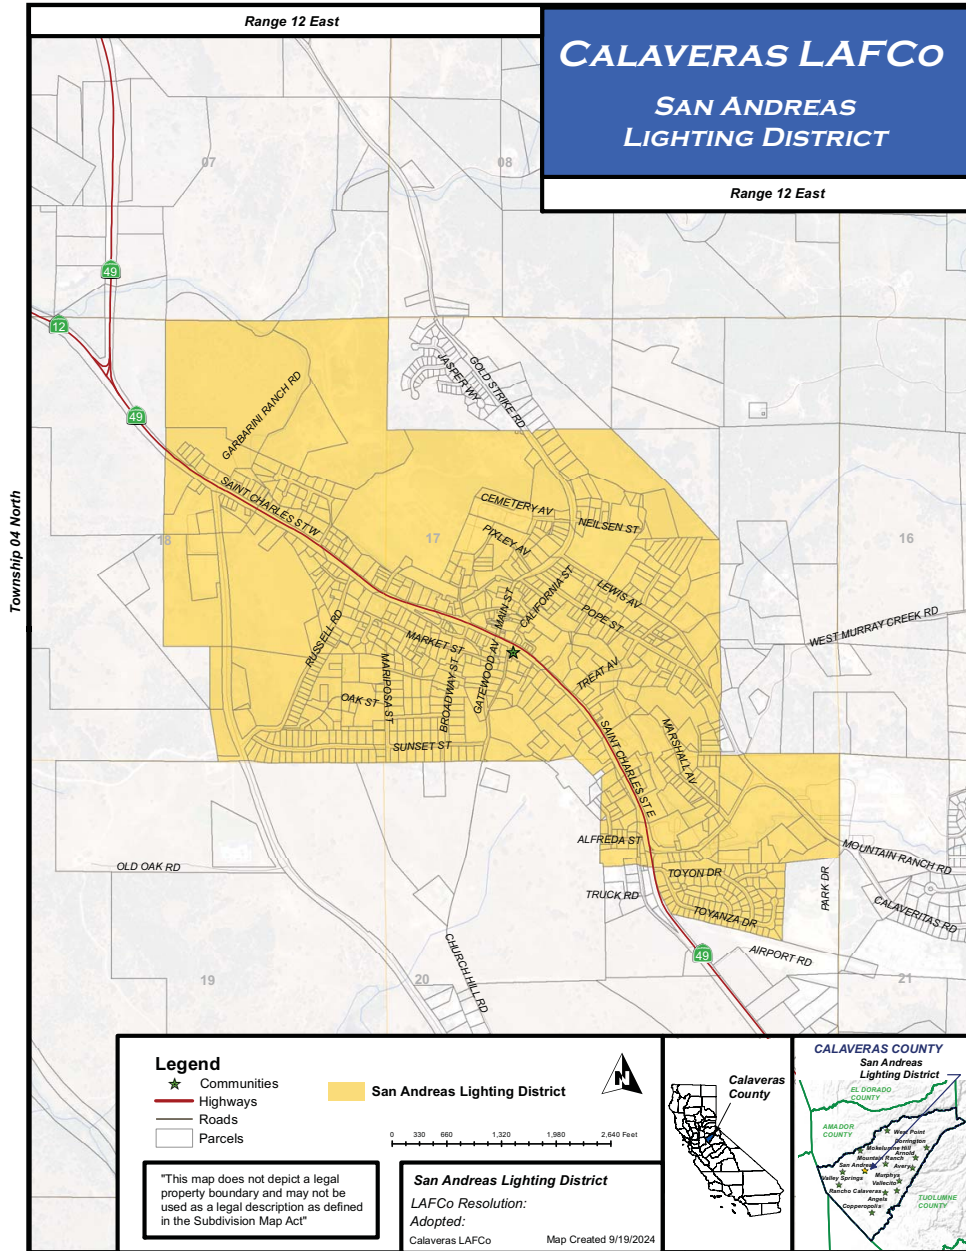 Range 12 East
CALAVERAS LAFCO
SAN ANDREAS
LIGHTING DISTRICT
Range 12 East
Township 04 North
07
08
49
12
49
JASPER WY
GOLD STRIKE RD
GARBARINI RANCH RD
SAINT CHARLES ST W
CEMETERY AV
NEILSEN ST
PIXLEY AV
18
17
16
MAIN ST
CALIFORNIA ST
LEWIS AV
POPE ST
WEST MURRAY CREEK RD
RUSSELL RD
MARKET ST
MARIPOSA ST
BROADWAY ST
GATEWOOD AV
TREAT AV
OAK ST
SUNSET ST
SAINT CHARLES ST E
MARSHALL AV
ALFREDA ST
OLD OAK RD
TRUCK RD
TOYON DR
TOYANZA DR
PARK DR
MOUNTAIN RANCH RD
CALAVERITAS RD
AIRPORT RD
49
CHURCH HILL RD
19
20
21
Legend
Communities
Highways
Roads
Parcels
San Andreas Lighting District
N
0 330 660 1,320 1,980 2,640 Feet
"This map does not depict a legal
property boundary and may not be
used as a legal description as defined
in the Subdivision Map Act"
San Andreas Lighting District
LAFCo Resolution:
Adopted:
Calaveras LAFCo Map Created 9/19/2024
Calaveras
County
CALAVERAS COUNTY
San Andreas
Lighting District
EL DORADO
COUNTY
AMADOR
COUNTY
TUOLUMNE
COUNTY
West Point
Dorrington
Mokelumne Hill
Arnold
Mountain Ranch
San Andreas
Avery
Valley Springs
Murphys
Vallecito
Rancho Calaveras
Angels
Copperopolis